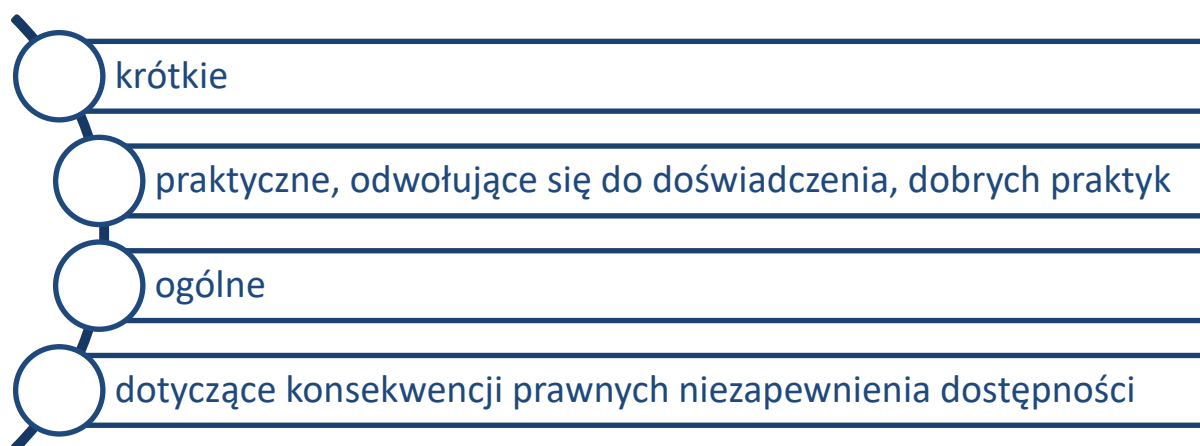 krótkie
praktyczne, odwołujące się do doświadczenia, dobrych praktyk
ogólne
dotyczące konsekwencji prawnych niezapewnienia dostępności